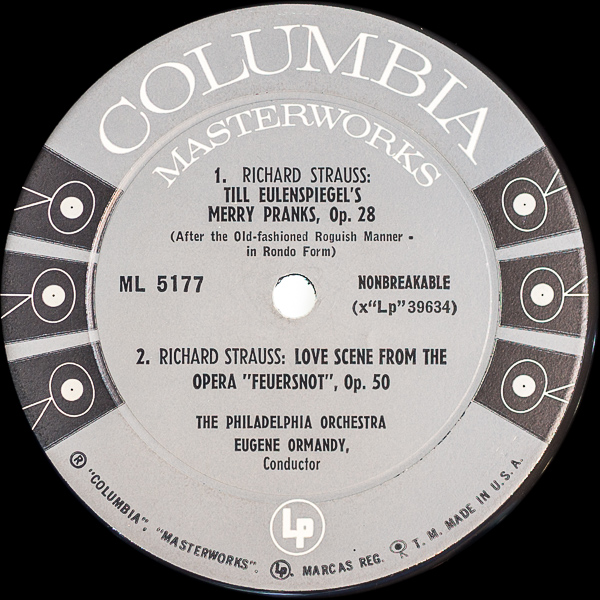 COLUMBIA
MASTERWORKS
1. RICHARD STRAUSS:
TILL EULENSPIEGEL'S
MERRY PRANKS, Op. 28
(After the Old-fashioned Roguish Manner -
in Rondo Form)
ML 5177
NONBREAKABLE
(x"Lp"39634)
2. RICHARD STRAUSS: LOVE SCENE FROM THE
OPERA "FEUERSNOT", Op. 50
THE PHILADELPHIA ORCHESTRA
EUGENE ORMANDY,
Conductor
Lp
® "COLUMBIA", "MASTERWORKS", Lp, MARCAS REG. T. M. MADE IN U.S.A.